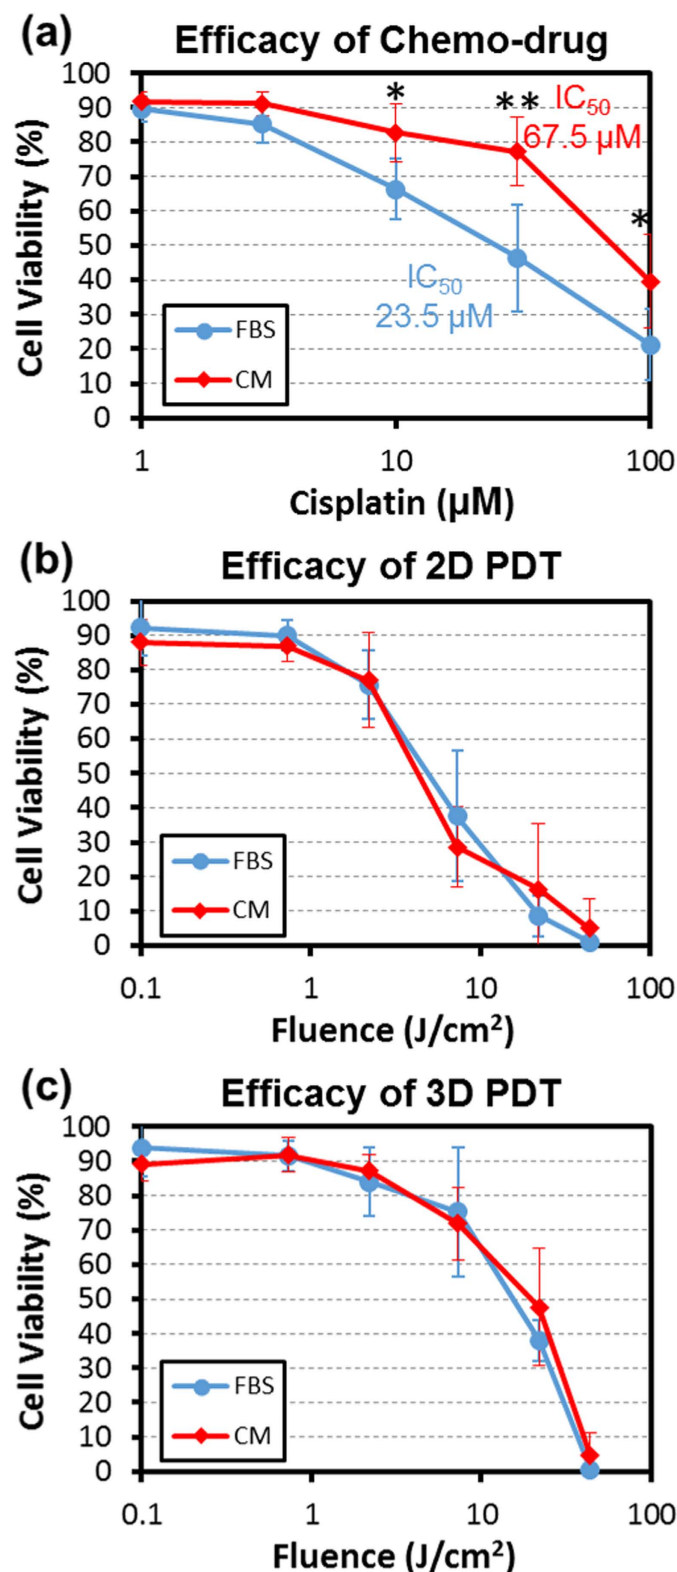 (a)
Efficacy of Chemo-drug
100
90
80
70
60
50
40
30
20
10
0
Cell Viability (%)
*
**
*
IC₅₀
67.5 µM
IC₅₀
23.5 µM
FBS
CM
1 10 100
Cisplatin (µM)
(b)
Efficacy of 2D PDT
100
90
80
70
60
50
40
30
20
10
0
Cell Viability (%)
FBS
CM
0.1 1 10 100
Fluence (J/cm²)
(c)
Efficacy of 3D PDT
100
90
80
70
60
50
40
30
20
10
0
Cell Viability (%)
FBS
CM
0.1 1 10 100
Fluence (J/cm²)